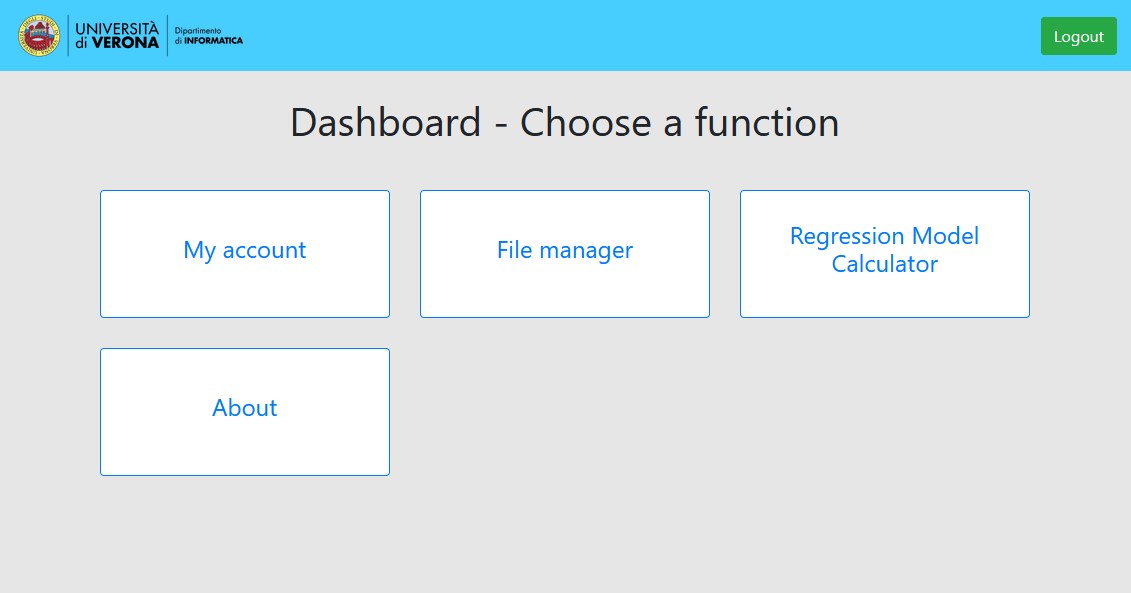 UNIVERSITÀ
di VERONA
Dipartimento
di INFORMATICA
Logout
Dashboard - Choose a function
My account
File manager
Regression Model
Calculator
About